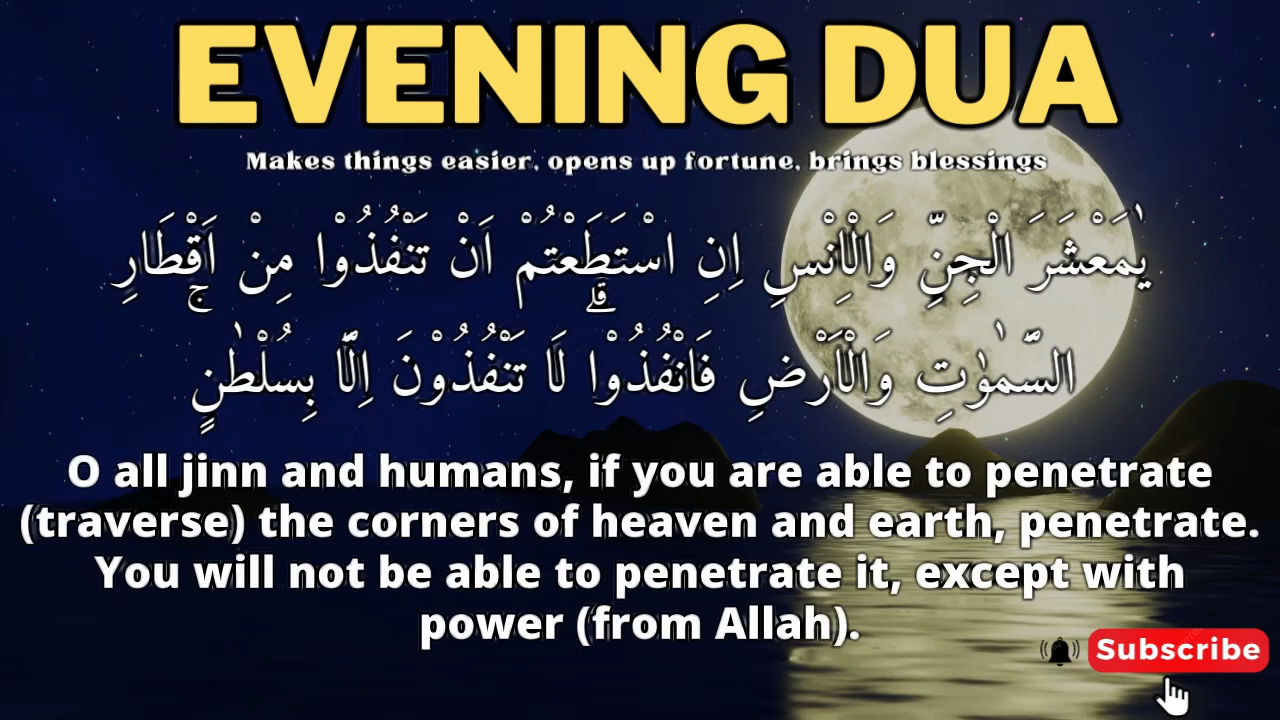 EVENING DUA
Makes things easier, opens up fortune, brings blessings
يٰمَعْشَرَ الْجِنِّ وَالْاِنْسِ اِنِ اسْتَطَعْتُمْ اَنْ تَنْفُذُوْا مِنْ اَقْطَارِ
السَّمٰوٰتِ وَالْاَرْضِ فَانْفُذُوْاۗ لَا تَنْفُذُوْنَ اِلَّا بِسُلْطٰنٍۚ
O all jinn and humans, if you are able to penetrate
(traverse) the corners of heaven and earth, penetrate.
You will not be able to penetrate it, except with
power (from Allah).
Subscribe